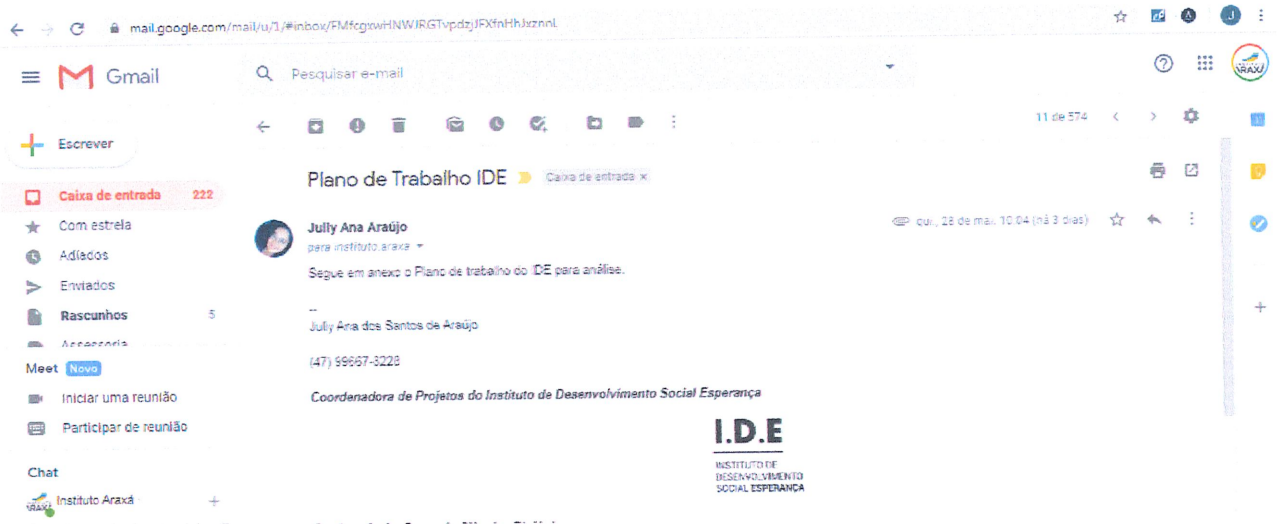 mail.google.com/mail/u/1/#inbox/FMfcgxwHNWJRGTvpdzjJFXfnHhJxznnL
Gmail
Pesquisar e-mail
Escrever
11 de 574
Plano de Trabalho IDE
Caixa de entrada x
Caixa de entrada 222
Com estrela
Adiados
Enviados
Rascunhos 5
Assessoria
Jully Ana Araújo
qui., 28 de mai. 10:04 (há 3 dias)
para instituto.araxa
Segue em anexo o Plano de trabalho do IDE para análise.
--
Jully Ana dos Santos de Araújo
(47) 99667-8228
Coordenadora de Projetos do Instituto de Desenvolvimento Social Esperança
I.D.E
INSTITUTO DE
DESENVOLVIMENTO
SOCIAL ESPERANÇA
Meet Novo
Iniciar uma reunião
Participar de reunião
Chat
Instituto Araxá